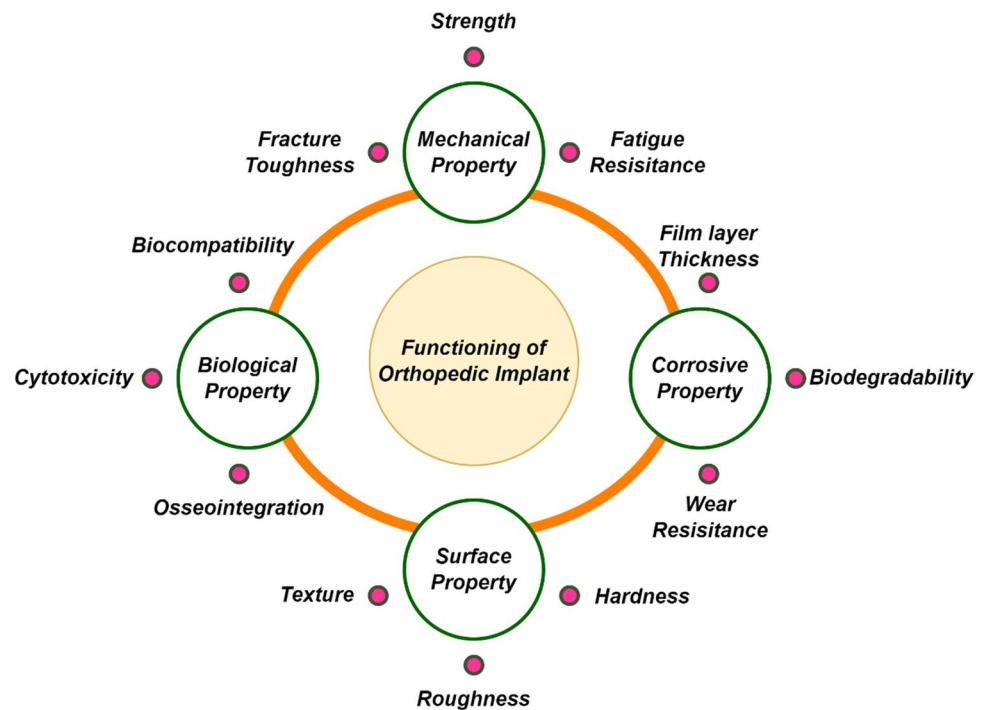 Strength
Fracture
Toughness
Mechanical
Property
Fatigue
Resisitance
Biocompatibility
Film layer
Thickness
Cytotoxicity
Biological
Property
Functioning of
Orthopedic Implant
Corrosive
Property
Biodegradability
Osseointegration
Wear
Resisitance
Surface
Property
Texture
Hardness
Roughness